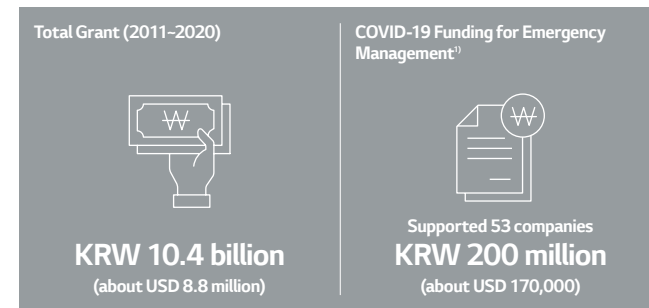 Total Grant (2011~2020)
₩
KRW 10.4 billion
(about USD 8.8 million)
COVID-19 Funding for Emergency
Management¹⁾
₩
Supported 53 companies
KRW 200 million
(about USD 170,000)